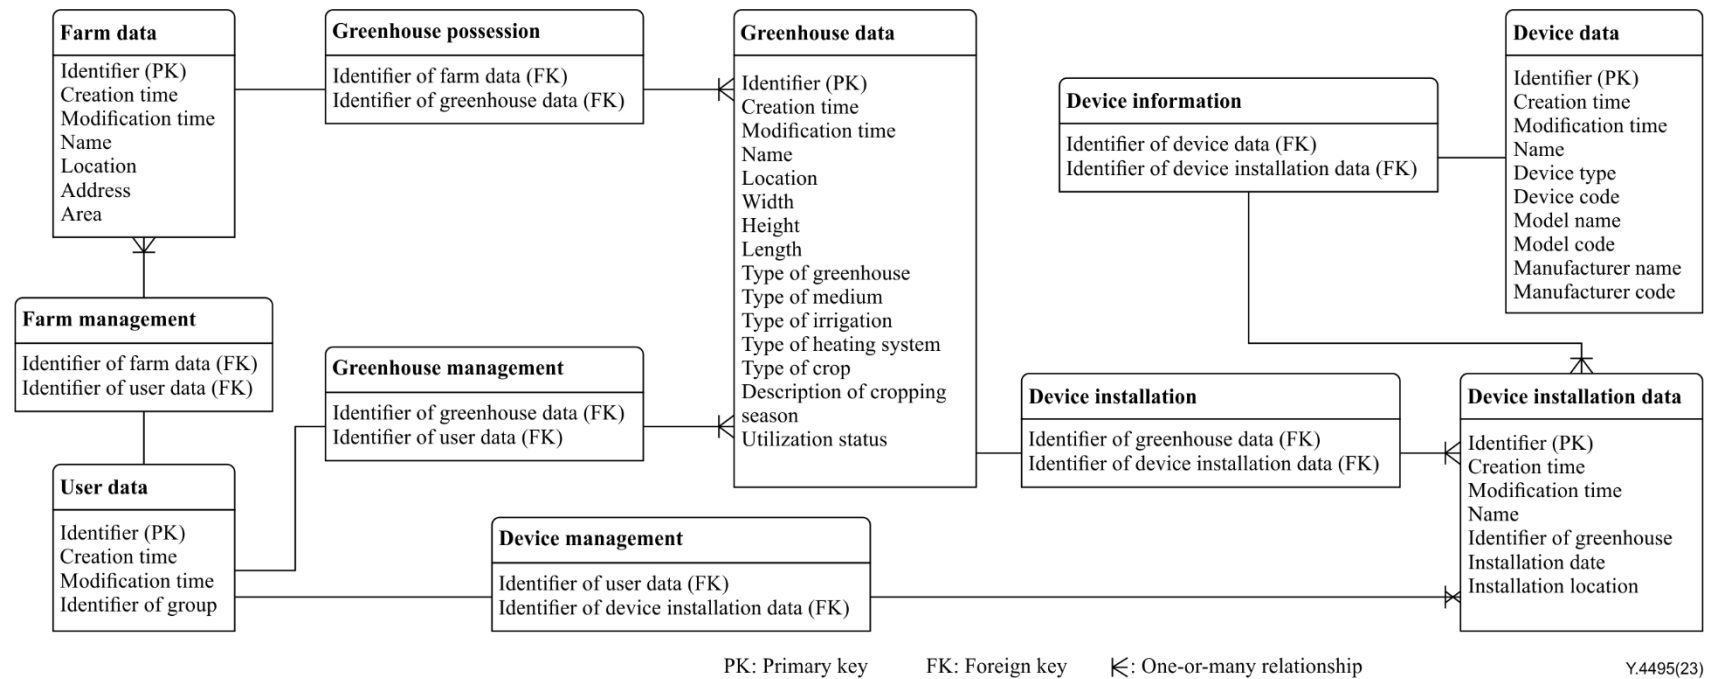 Farm data
Identifier (PK)
Creation time
Modification time
Name
Location
Address
Area
Greenhouse possession
Identifier of farm data (FK)
Identifier of greenhouse data (FK)
Greenhouse data
Identifier (PK)
Creation time
Modification time
Name
Location
Width
Height
Length
Type of greenhouse
Type of medium
Type of irrigation
Type of heating system
Type of crop
Description of cropping
season
Utilization status
Device information
Identifier of device data (FK)
Identifier of device installation data (FK)
Device data
Identifier (PK)
Creation time
Modification time
Name
Device type
Device code
Model name
Model code
Manufacturer name
Manufacturer code
Farm management
Identifier of farm data (FK)
Identifier of user data (FK)
Greenhouse management
Identifier of greenhouse data (FK)
Identifier of user data (FK)
Device installation
Identifier of greenhouse data (FK)
Identifier of device installation data (FK)
Device installation data
Identifier (PK)
Creation time
Modification time
Name
Identifier of greenhouse
Installation date
Installation location
User data
Identifier (PK)
Creation time
Modification time
Identifier of group
Device management
Identifier of user data (FK)
Identifier of device installation data (FK)
PK: Primary key
FK: Foreign key
: One-or-many relationship
Y.4495(23)